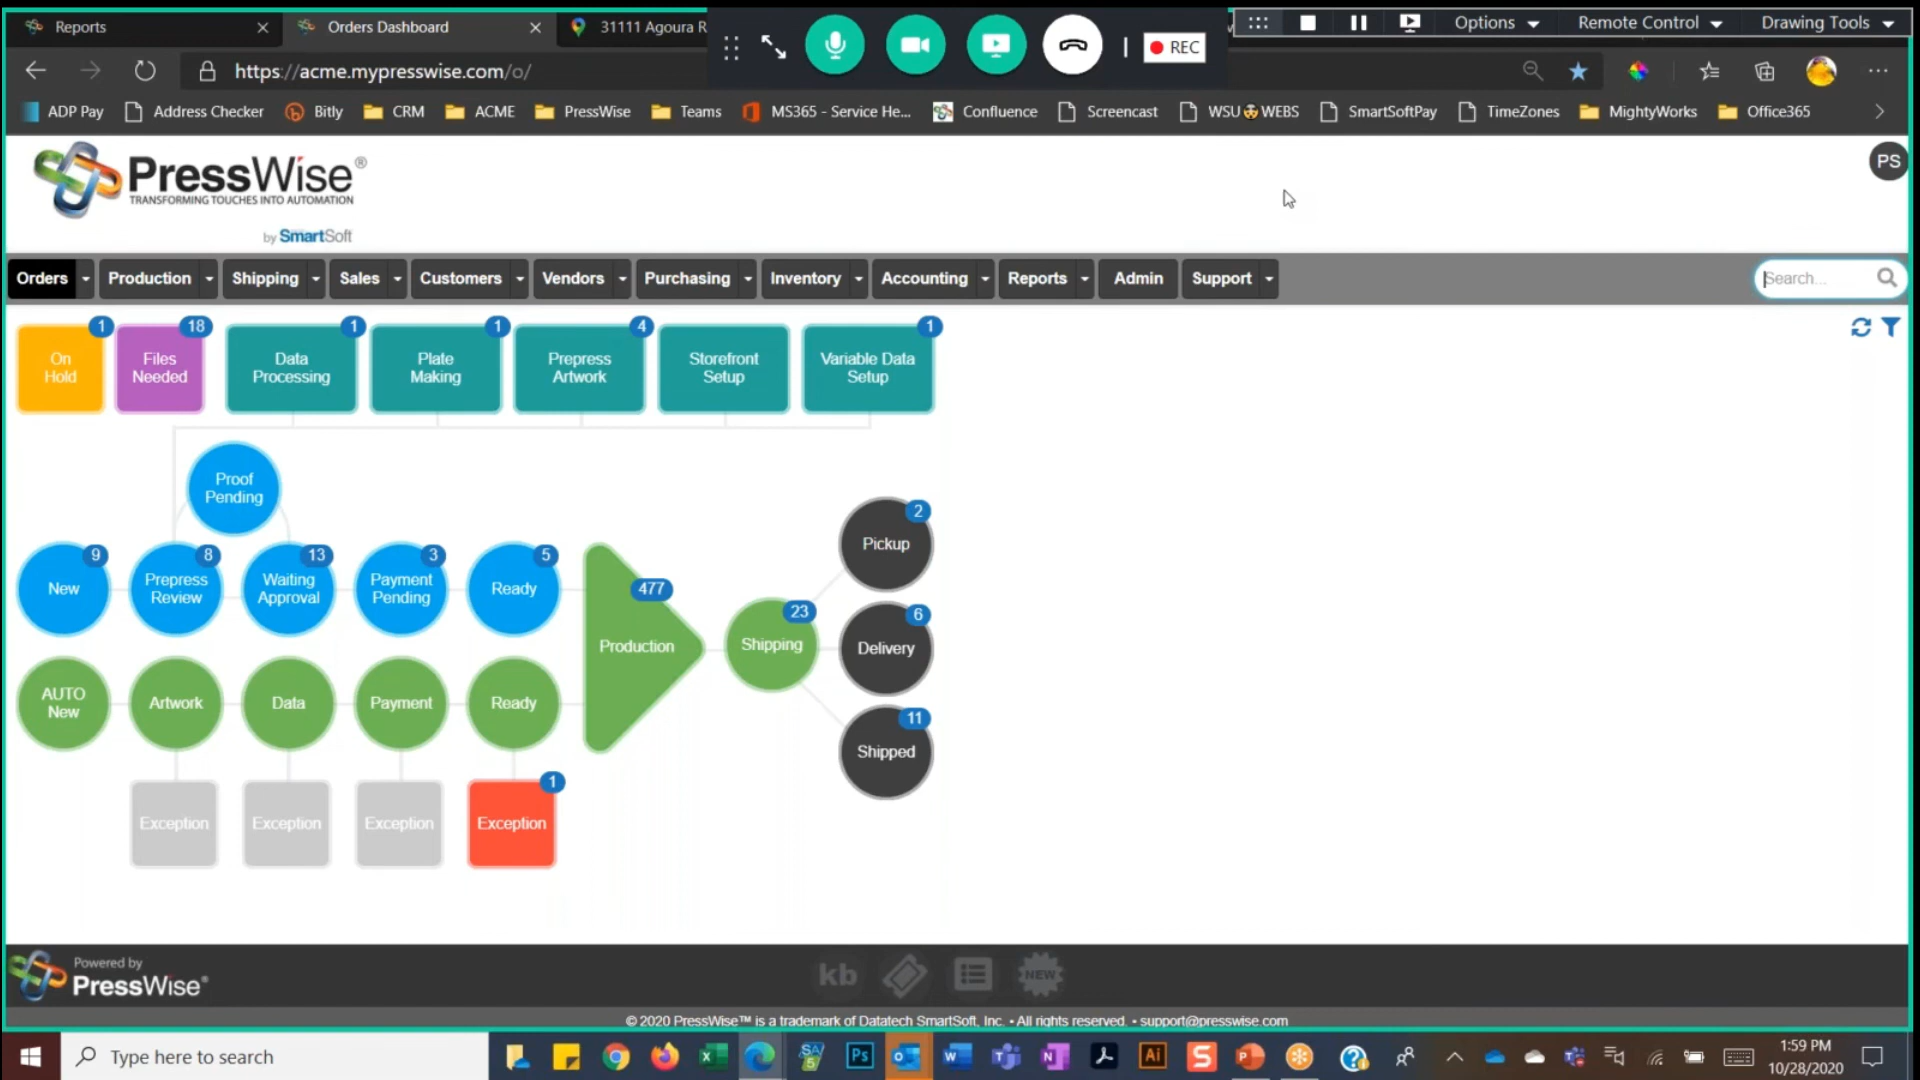 Reports
Orders Dashboard
31111 Agoura R
REC
Options
Remote Control
Drawing Tools
https://acme.mypresswise.com/o/
ADP Pay
Address Checker
Bitly
CRM
ACME
PressWise
Teams
MS365 - Service He...
Confluence
Screencast
WSU WEBS
SmartSoftPay
TimeZones
MightyWorks
Office365
PressWise®
TRANSFORMING TOUCHES INTO AUTOMATION
by SmartSoft
PS
Orders
Production
Shipping
Sales
Customers
Vendors
Purchasing
Inventory
Accounting
Reports
Admin
Support
Search...
1
18
1
1
4
1
On
Hold
Files
Needed
Data
Processing
Plate
Making
Prepress
Artwork
Storefront
Setup
Variable Data
Setup
Proof
Pending
9
New
8
Prepress
Review
13
Waiting
Approval
3
Payment
Pending
5
Ready
477
Production
23
Shipping
2
Pickup
6
Delivery
11
Shipped
AUTO
New
Artwork
Data
Payment
Ready
Exception
Exception
Exception
1
Exception
Powered by
PressWise®
kb
NEW
© 2020 PressWise™ is a trademark of Datatech SmartSoft, Inc. • All rights reserved. • support@presswise.com
Type here to search
Ps
Ai
1:59 PM
10/28/2020